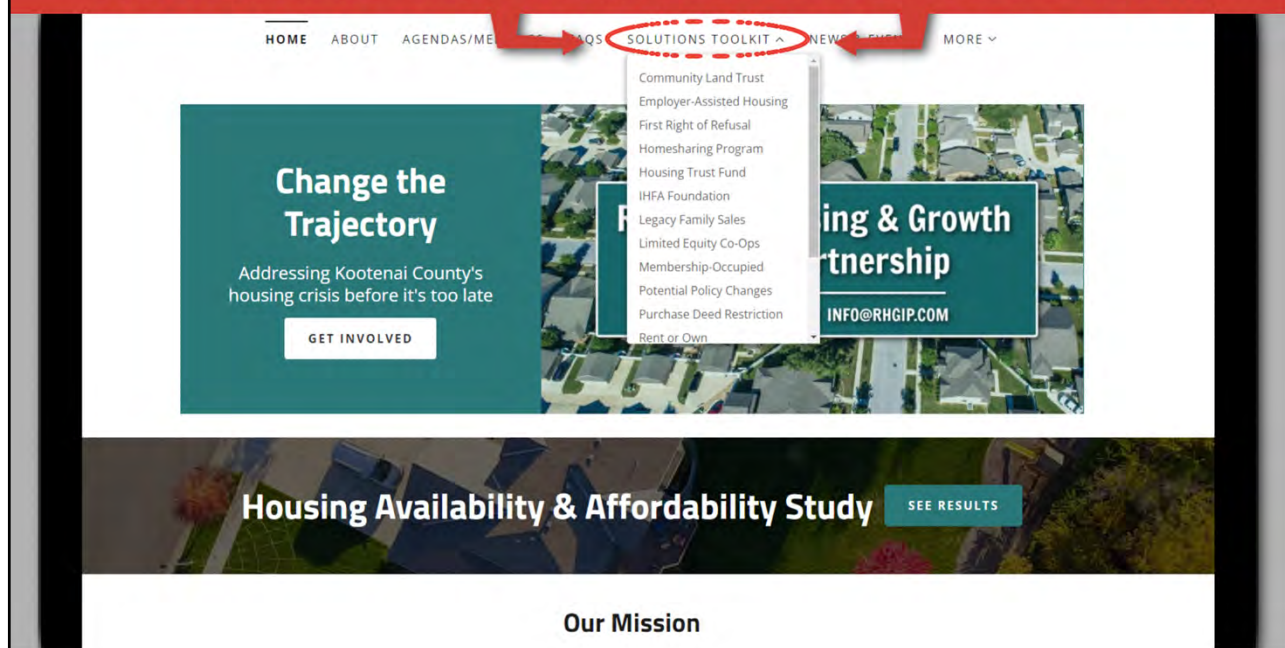 HOME ABOUT AGENDAS/ME SOLUTIONS TOOLKIT MORE
Community Land Trust
Employer-Assisted Housing
First Right of Refusal
Homesharing Program
Housing Trust Fund
IHFA Foundation
Legacy Family Sales
Limited Equity Co-Ops
Membership-Occupied
Potential Policy Changes
Purchase Deed Restriction
Rent or Own
Change the
Trajectory
Addressing Kootenai County's
housing crisis before it's too late
GET INVOLVED
ing & Growth
rtnership
INFO@RHGIP.COM
Housing Availability & Affordability Study SEE RESULTS
Our Mission